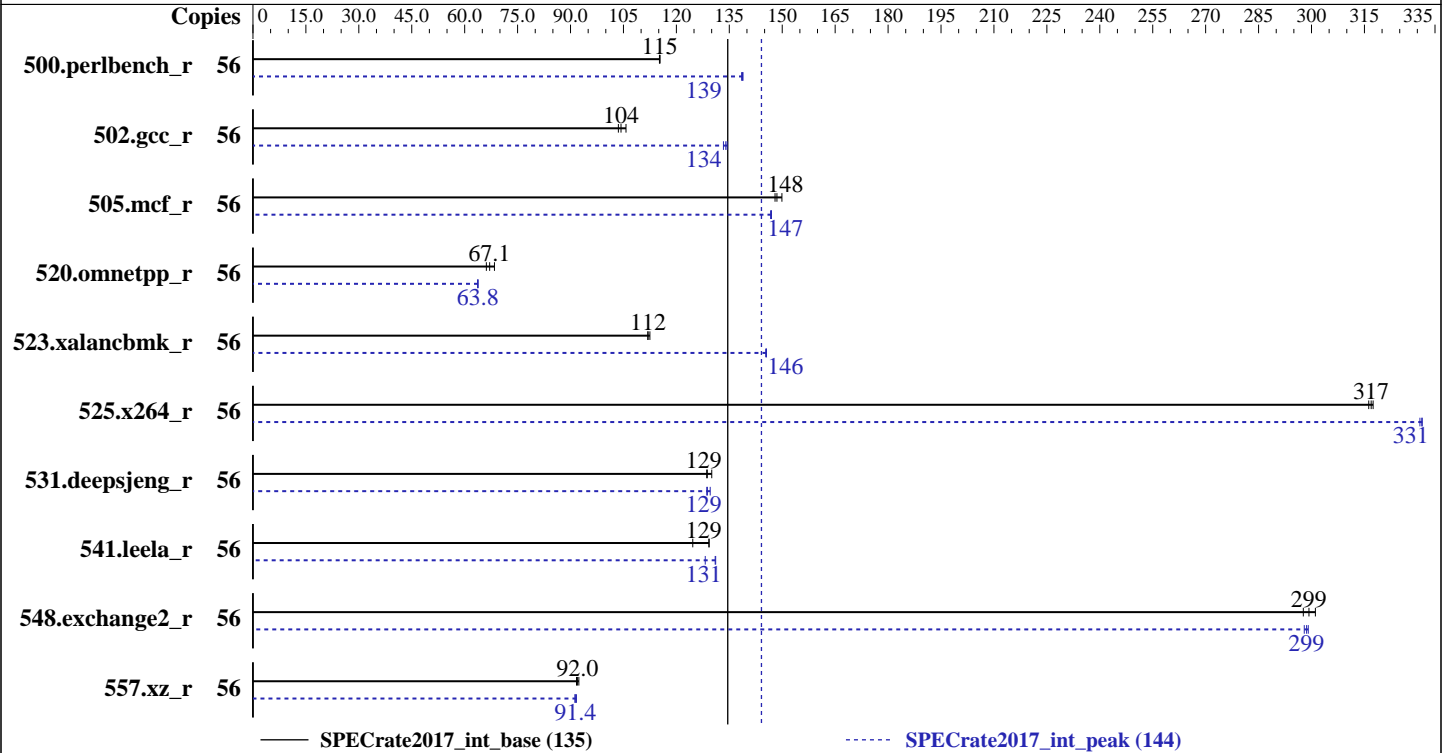 Copies 0 15.0 30.0 45.0 60.0 75.0 90.0 105 120 135 150 165 180 195 210 225 240 255 270 285 300 315 335
500.perlbench_r 56 115
139
502.gcc_r 56 104
134
505.mcf_r 56 148
147
520.omnetpp_r 56 67.1
63.8
523.xalancbmk_r 56 112
146
525.x264_r 56 317
331
531.deepsjeng_r 56 129
129
541.leela_r 56 129
131
548.exchange2_r 56 299
299
557.xz_r 56 92.0
91.4
SPECrate2017_int_base (135) SPECrate2017_int_peak (144)